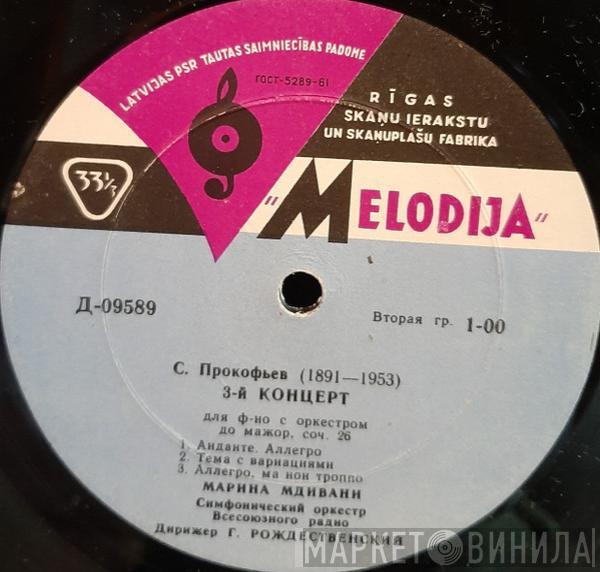 LATVIJAS PSR TAUTAS SAIMNIECĪBAS PADOME
ГОСТ-5289-61
RĪGAS
SKAŅU IERAKSTU
UN SKAŅUPLAŠU FABRIKA
33⅓
"MELODIJA"
Д-09589
Вторая гр. 1-00
С. Прокофьев (1891—1953)
3-й КОНЦЕРТ
для ф-но с оркестром
до мажор, соч. 26
1. Анданте. Аллегро
2. Тема с вариациями
3. Аллегро, ма нон троппо
МАРИНА МДИВАНИ
Симфонический оркестр
Всесоюзного радио
Дирижер Г. РОЖДЕСТВЕНСКИЙ
МАРКЕТ ВИНИЛА